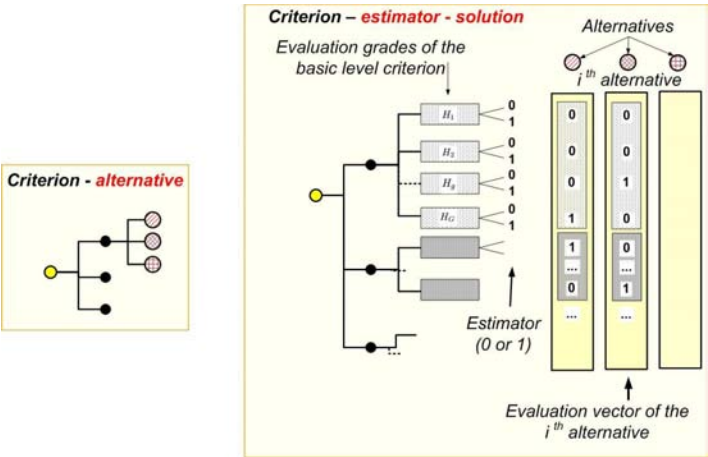 Criterion - alternative
Criterion – estimator - solution
Evaluation grades of the
basic level criterion
Alternatives
i th alternative
H1
0
1
H2
0
1
Hg
0
1
HG
0
1
Estimator
(0 or 1)
0
0
0
1
1
...
0
...
0
0
1
0
0
...
1
...
Evaluation vector of the
i th alternative